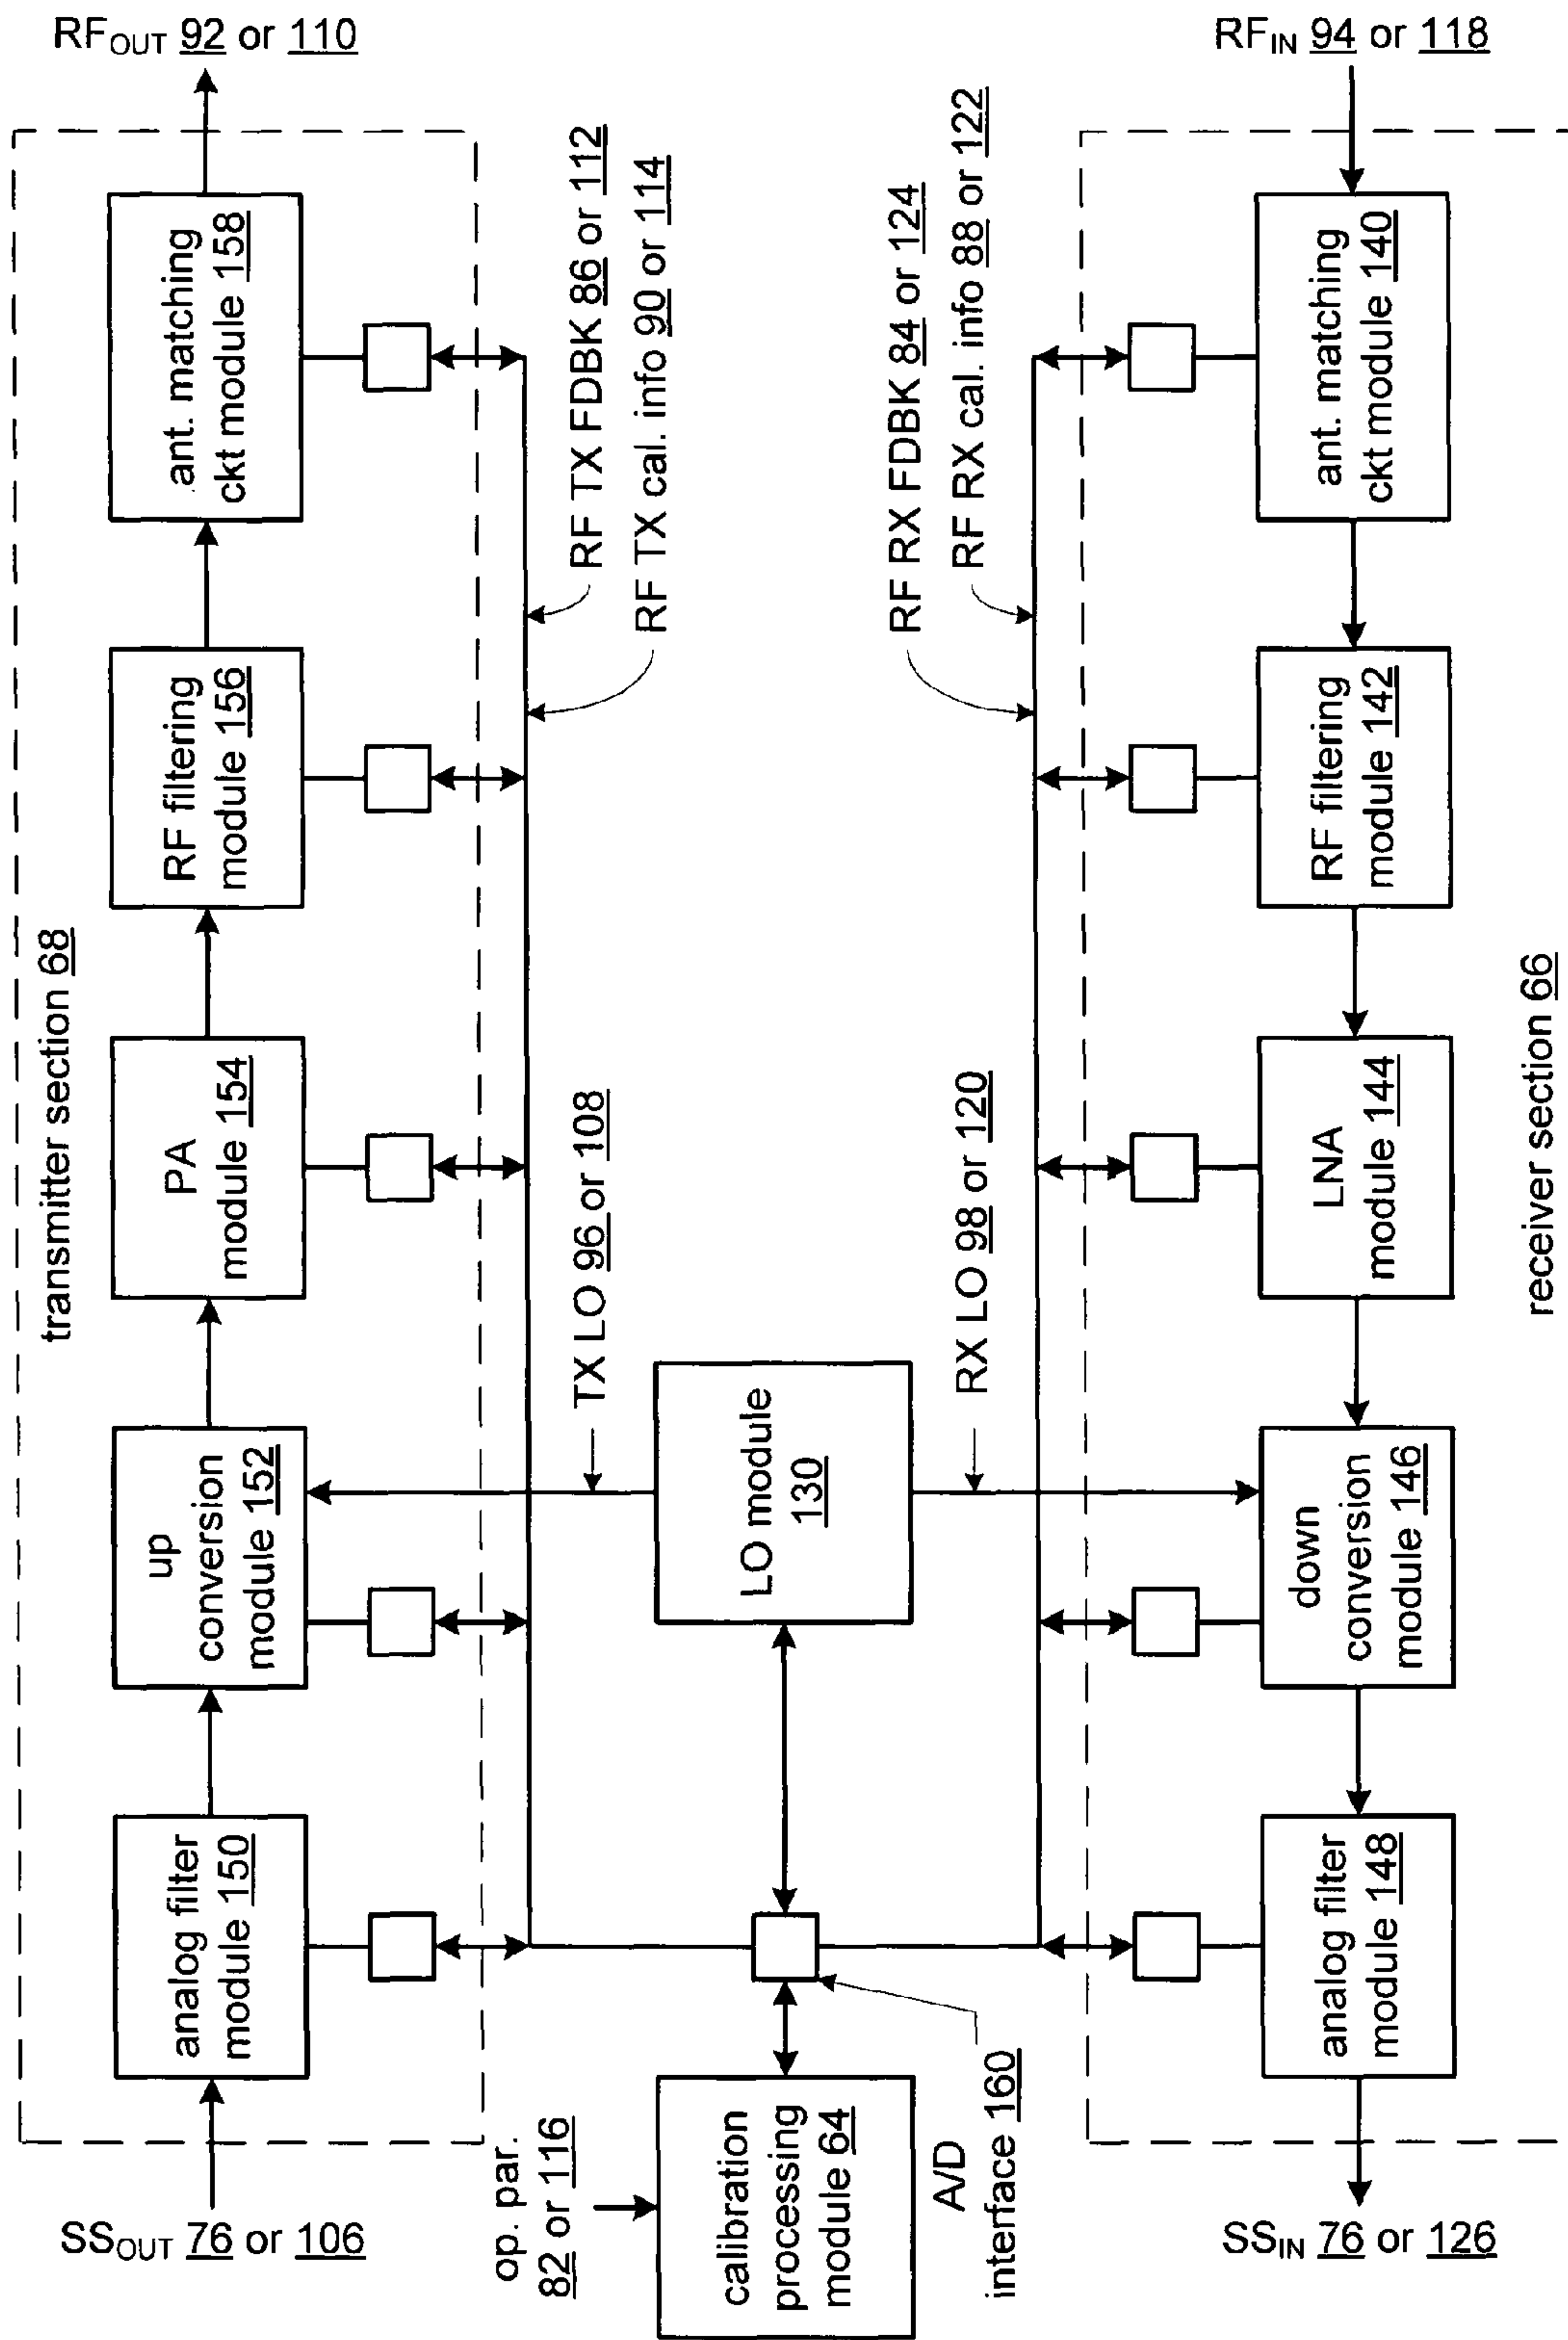 transmitter section 68
SSOUT 76 or 106
analog filter
module 150
up
conversion
module 152
PA
module 154
RF filtering
module 156
ant. matching
ckt module 158
RFOUT 92 or 110
RF TX FDBK 86 or 112
RF TX cal. info 90 or 114
TX LO 96 or 108
op. par.
82 or 116
calibration
processing
module 64
A/D
interface 160
LO module
130
RX LO 98 or 120
RF RX FDBK 84 or 124
RF RX cal. info 88 or 122
SSIN 76 or 126
analog filter
module 148
down
conversion
module 146
LNA
module 144
RF filtering
module 142
ant. matching
ckt module 140
RFIN 94 or 118
receiver section 66